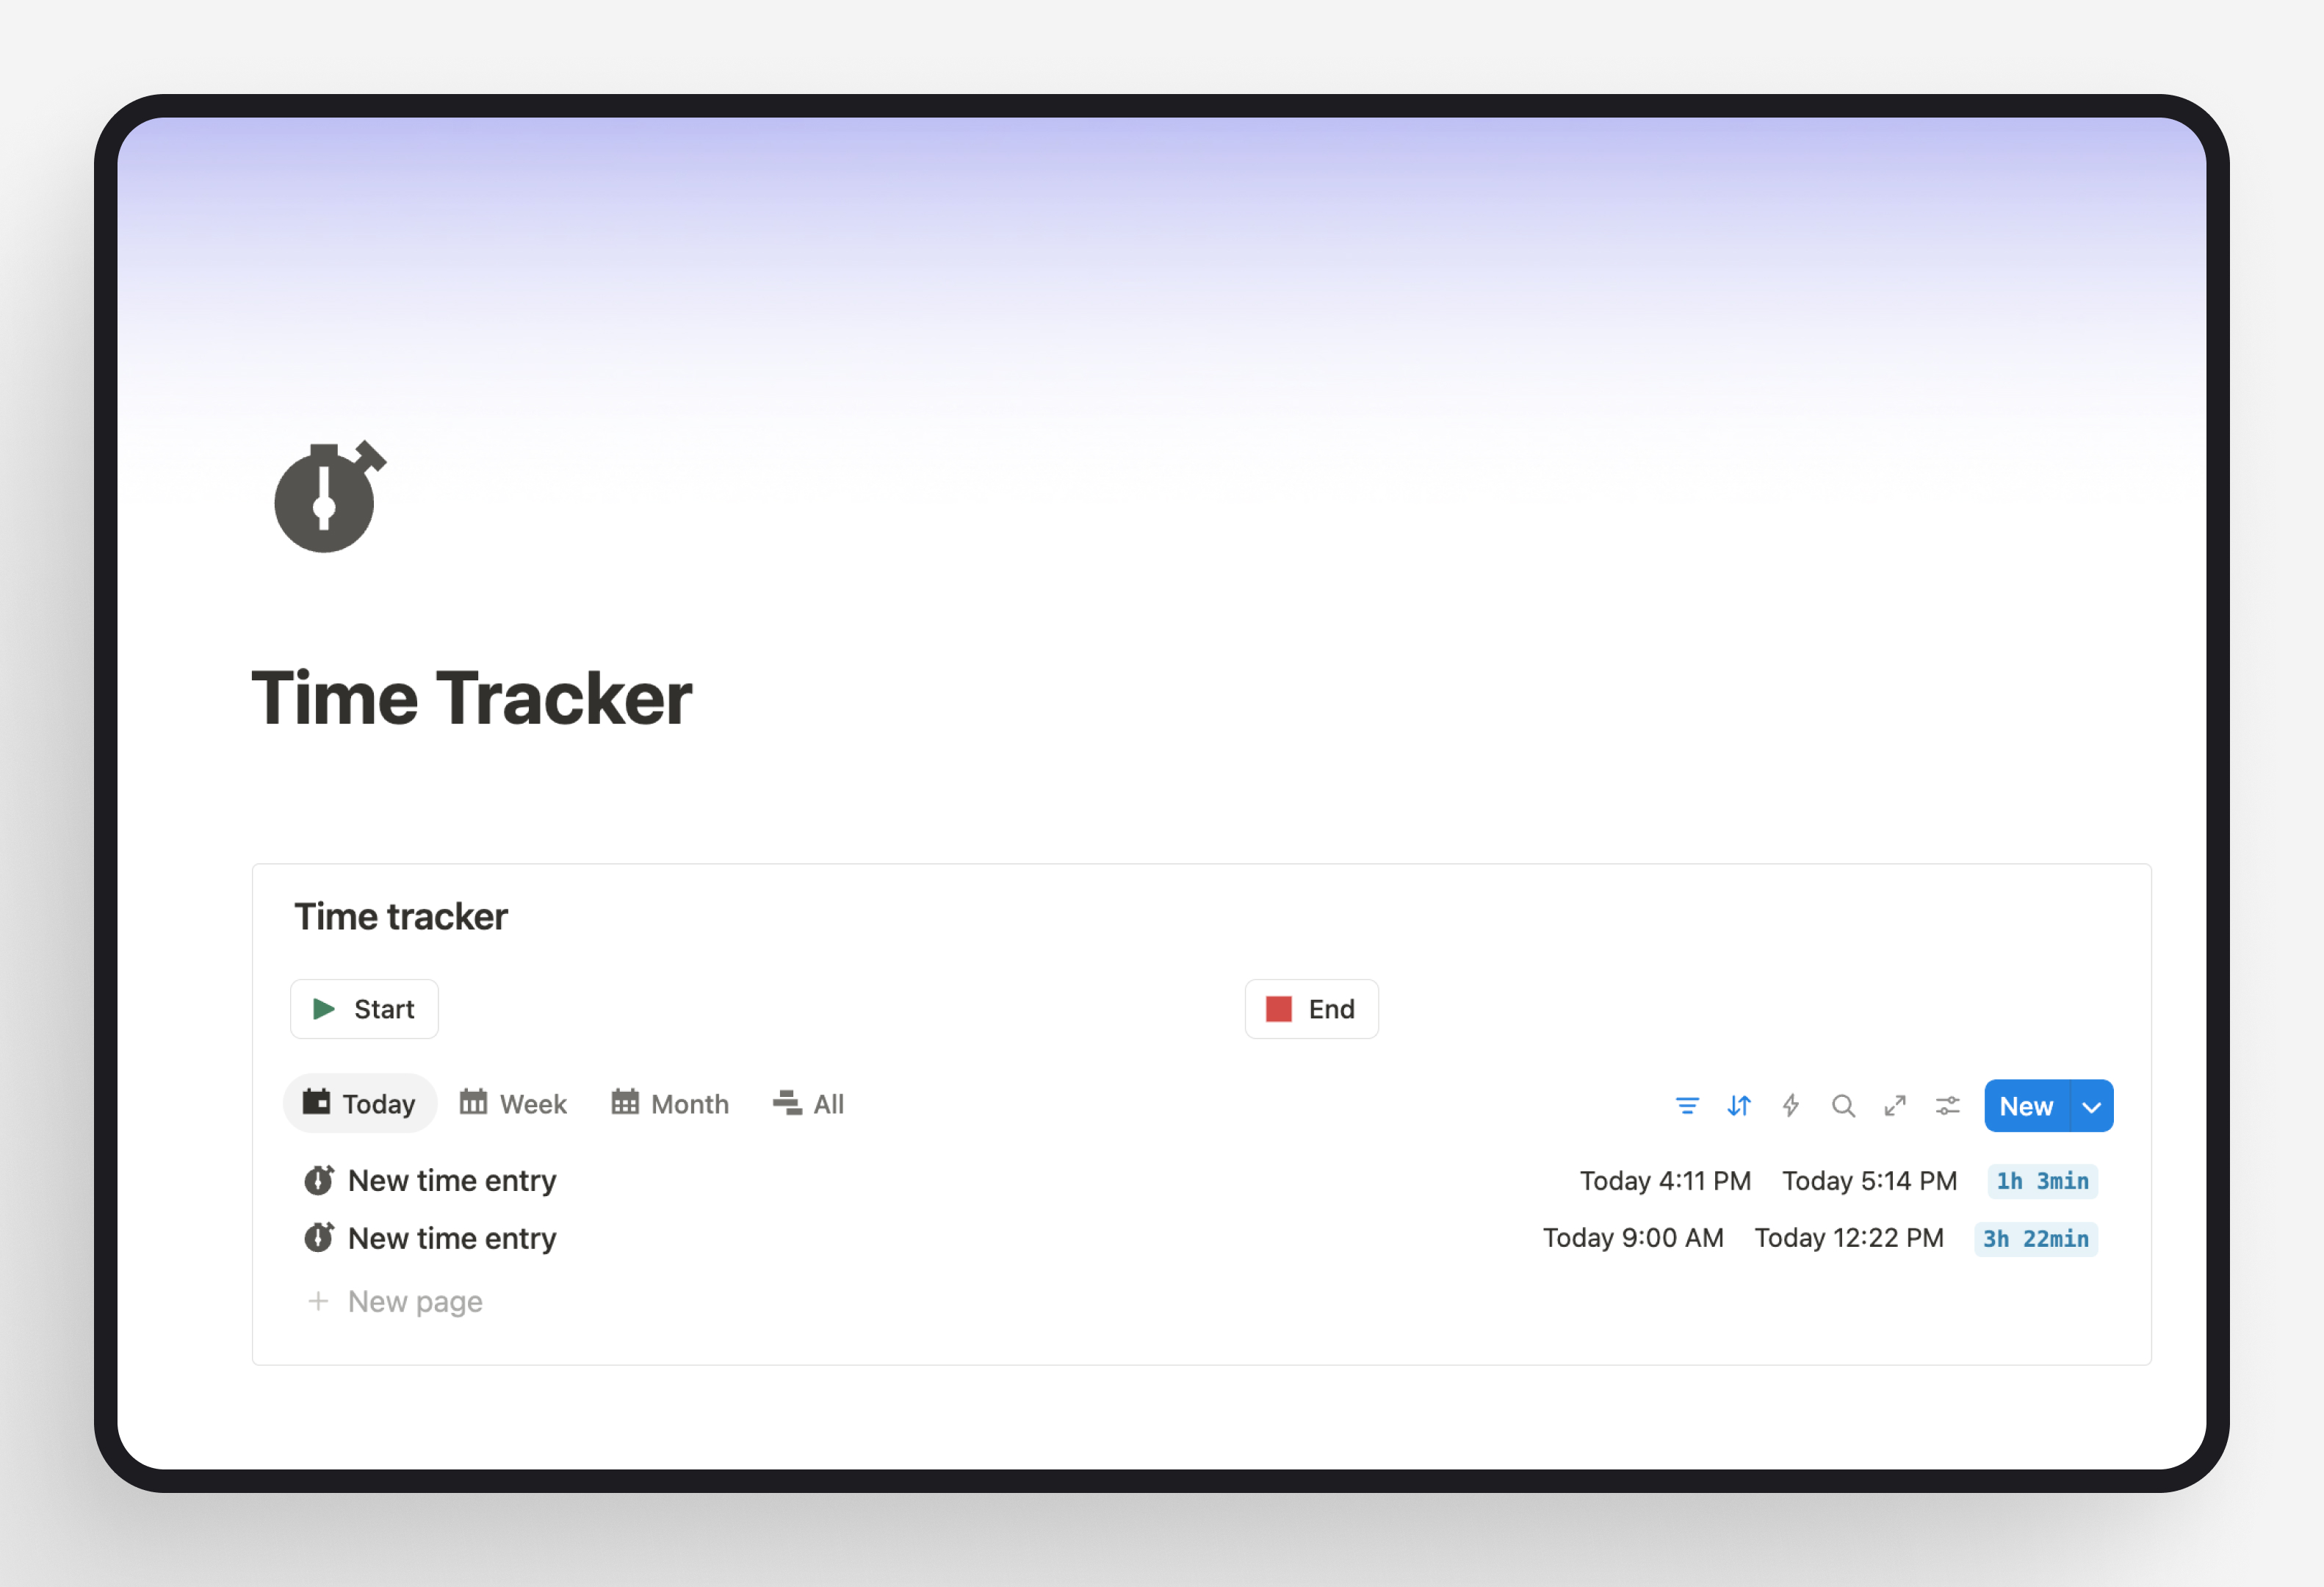 Time Tracker
Time tracker
Start End
Today Week Month All New
New time entry Today 4:11 PM Today 5:14 PM 1h 3min
New time entry Today 9:00 AM Today 12:22 PM 3h 22min
New page